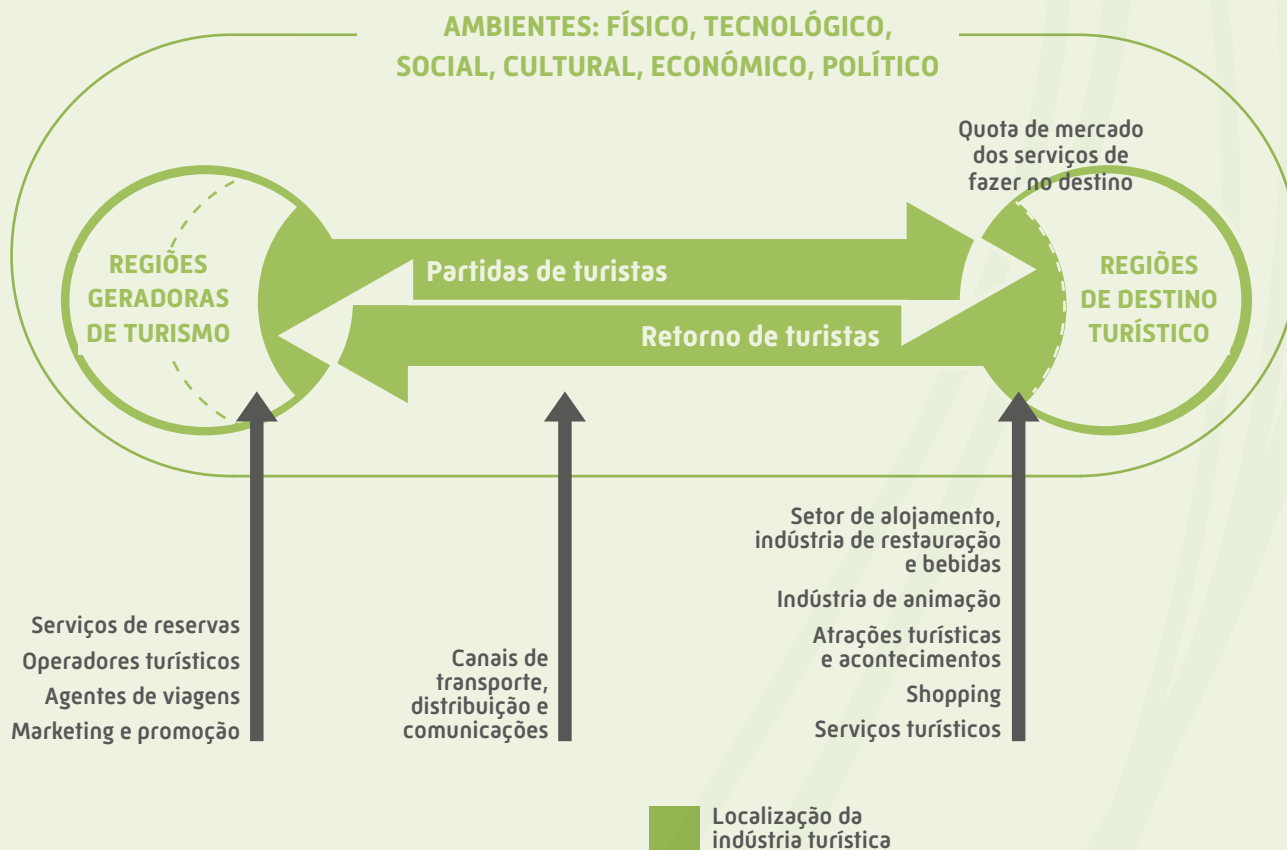 AMBIENTES: FÍSICO, TECNOLÓGICO,
SOCIAL, CULTURAL, ECONÓMICO, POLÍTICO
Quota de mercado
dos serviços de
fazer no destino
REGIÕES
GERADORAS
DE TURISMO
Partidas de turistas
Retorno de turistas
REGIÕES
DE DESTINO
TURÍSTICO
Serviços de reservas
Operadores turísticos
Agentes de viagens
Marketing e promoção
Canais de
transporte,
distribuição e
comunicações
Setor de alojamento,
indústria de restauração
e bebidas
Indústria de animação
Atrações turísticas
e acontecimentos
Shopping
Serviços turísticos
Localização da
indústria turística